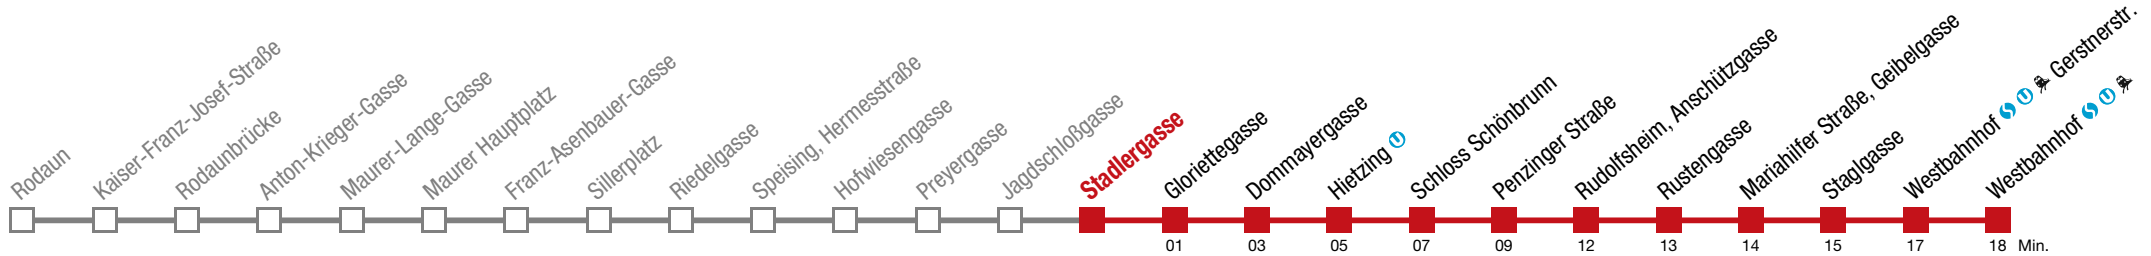 Rodaun
Kaiser-Franz-Josef-Straße
Rodaunbrücke
Anton-Krieger-Gasse
Maurer-Lange-Gasse
Maurer Hauptplatz
Franz-Asenbauer-Gasse
Sillerplatz
Riedelgasse
Speising, Hermesstraße
Hofwiesengasse
Preyergasse
Jagdschloßgasse
Stadlergasse
Gloriettegasse
Dommayergasse
Hietzing U
Schloss Schönbrunn
Penzinger Straße
Rudolfsheim, Anschützgasse
Rustengasse
Mariahilfer Straße, Geibelgasse
Staglgasse
Westbahnhof S U Gerstnerstr.
Westbahnhof S U
01 03 05 07 09 12 13 14 15 17 18 Min.